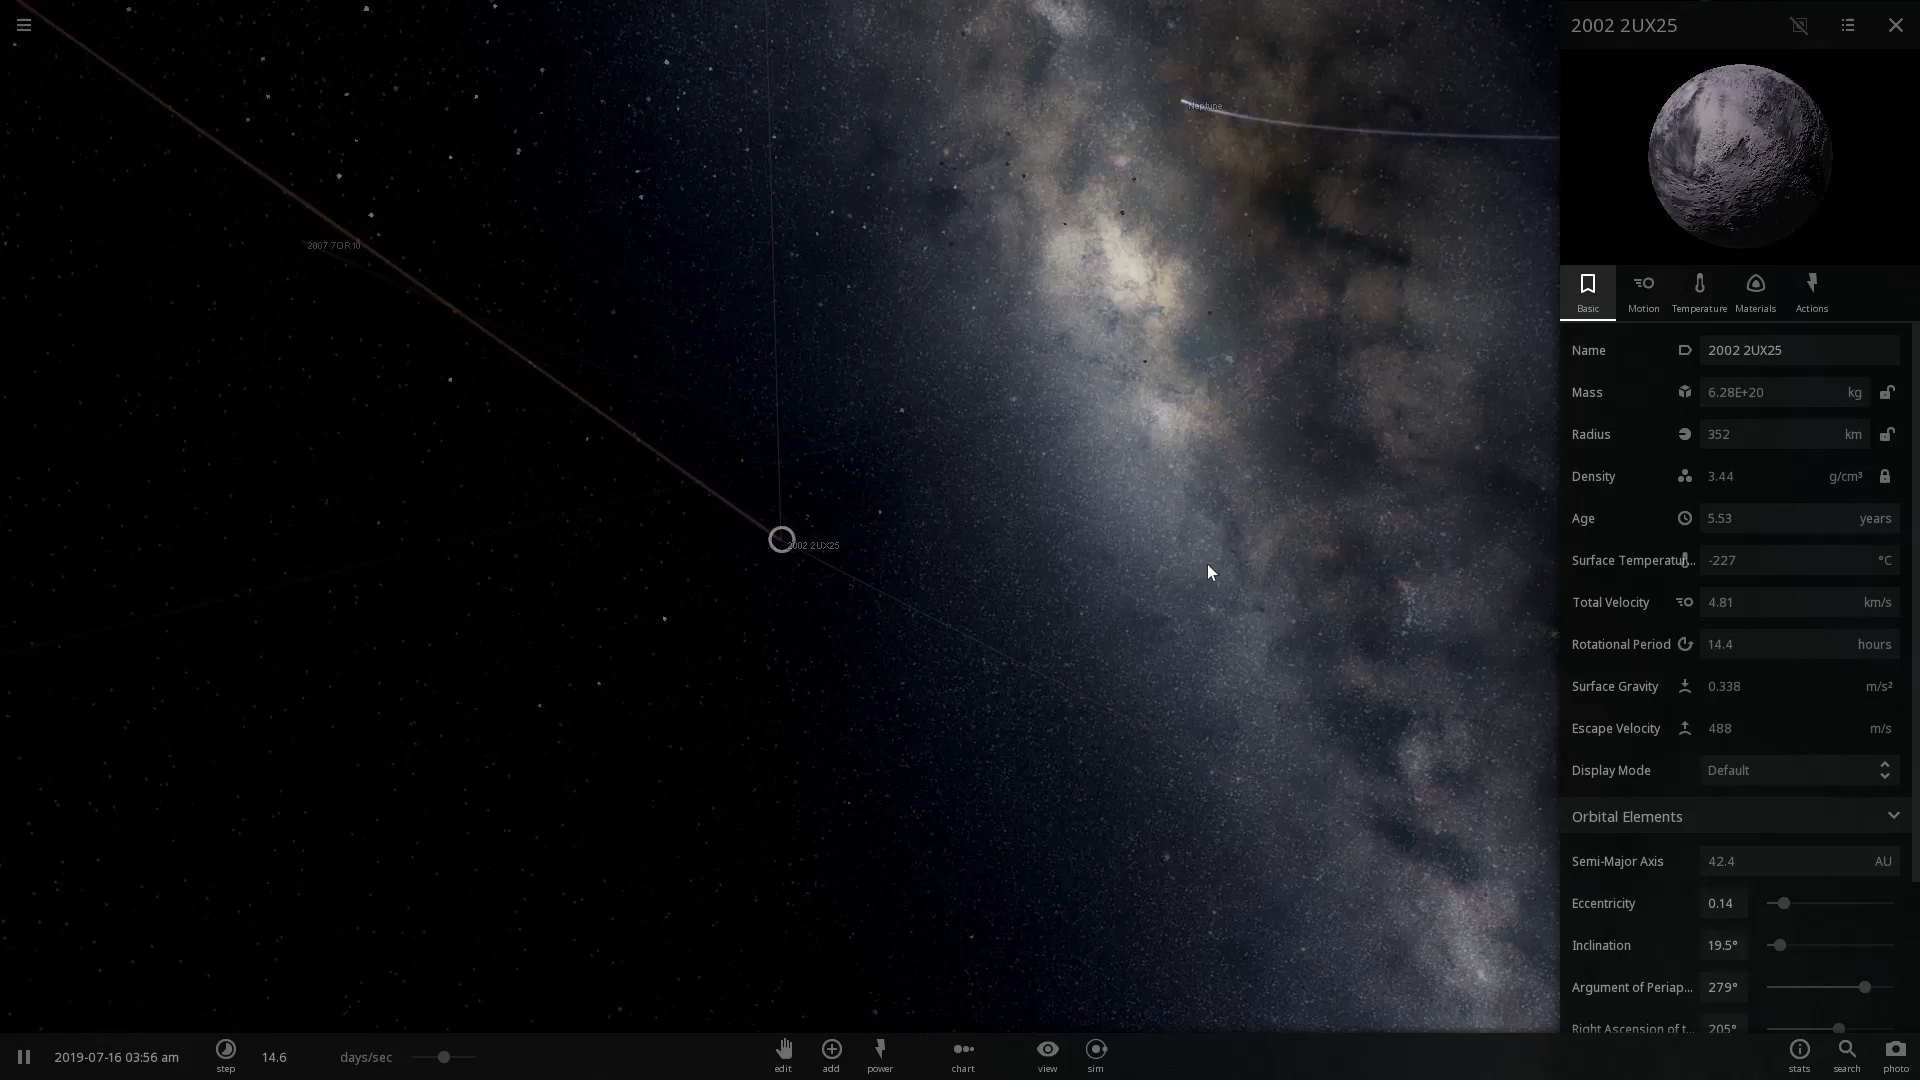 2002 2UX25
Neptune
2007 7OR10
2002 2UX25
Basic
Motion
Temperature
Materials
Actions
Name 2002 2UX25
Mass 6.28E+20 kg
Radius 352 km
Density 3.44 g/cm³
Age 5.53 years
Surface Temperatur... -227 °C
Total Velocity 4.81 km/s
Rotational Period 14.4 hours
Surface Gravity 0.338 m/s²
Escape Velocity 488 m/s
Display Mode Default
Orbital Elements
Semi-Major Axis 42.4 AU
Eccentricity 0.14
Inclination 19.5°
Argument of Periap... 279°
Right Ascension of t... 205°
2019-07-16 03:56 am
step
14.6 days/sec
edit
add
power
chart
view
sim
stats
search
photo